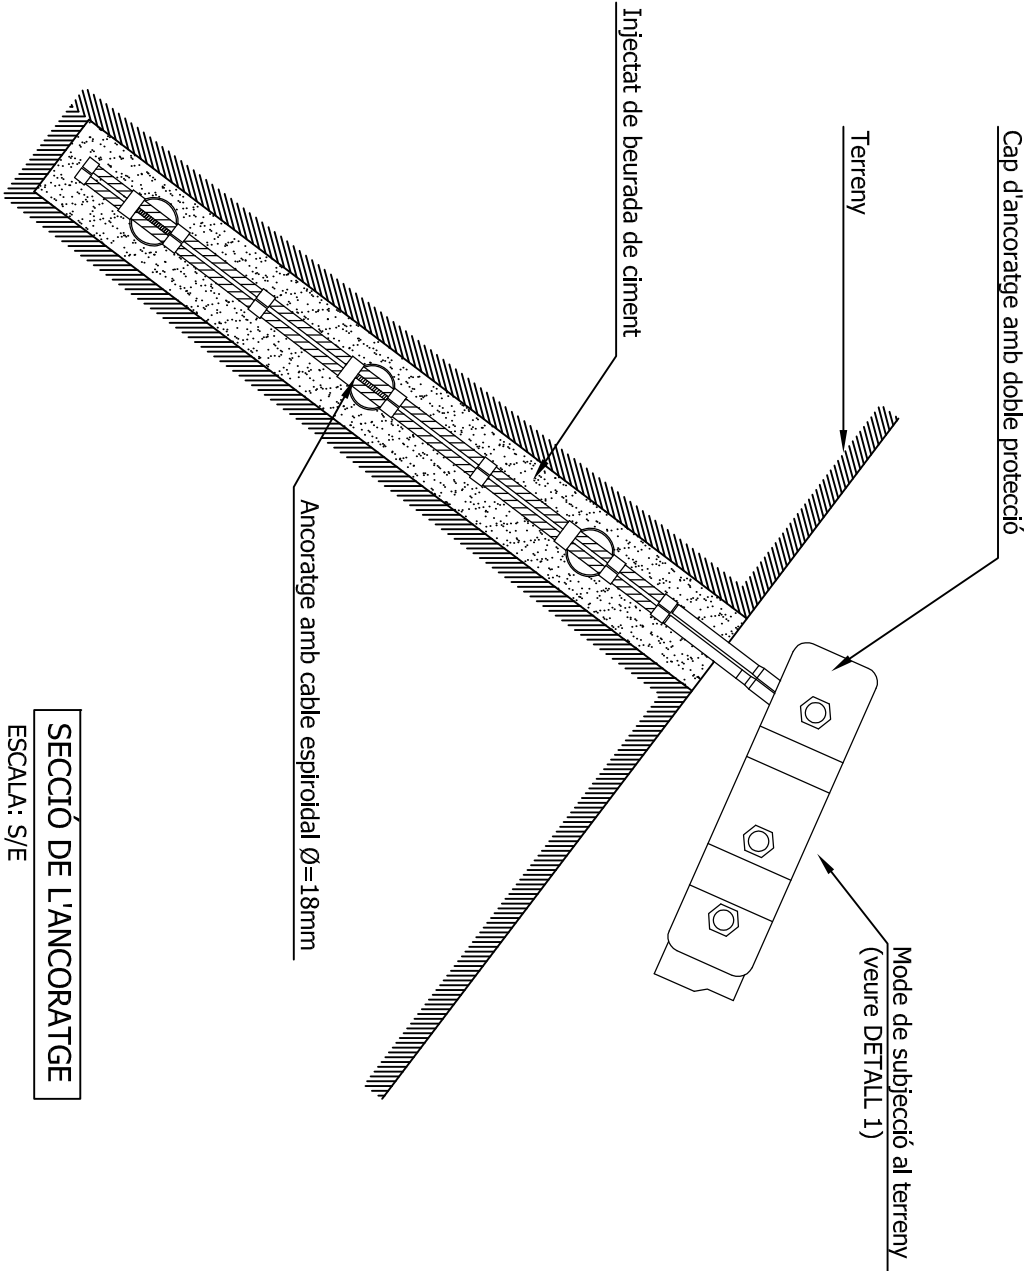 Cap d'ancoratge amb doble protecció
Mode de subjecció al terreny
(veure DETALL 1)
Terreny
Injectat de beurada de ciment
Ancoratge amb cable espiroidal Ø=18mm
SECCIÓ DE L'ANCORATGE
ESCALA: S/E